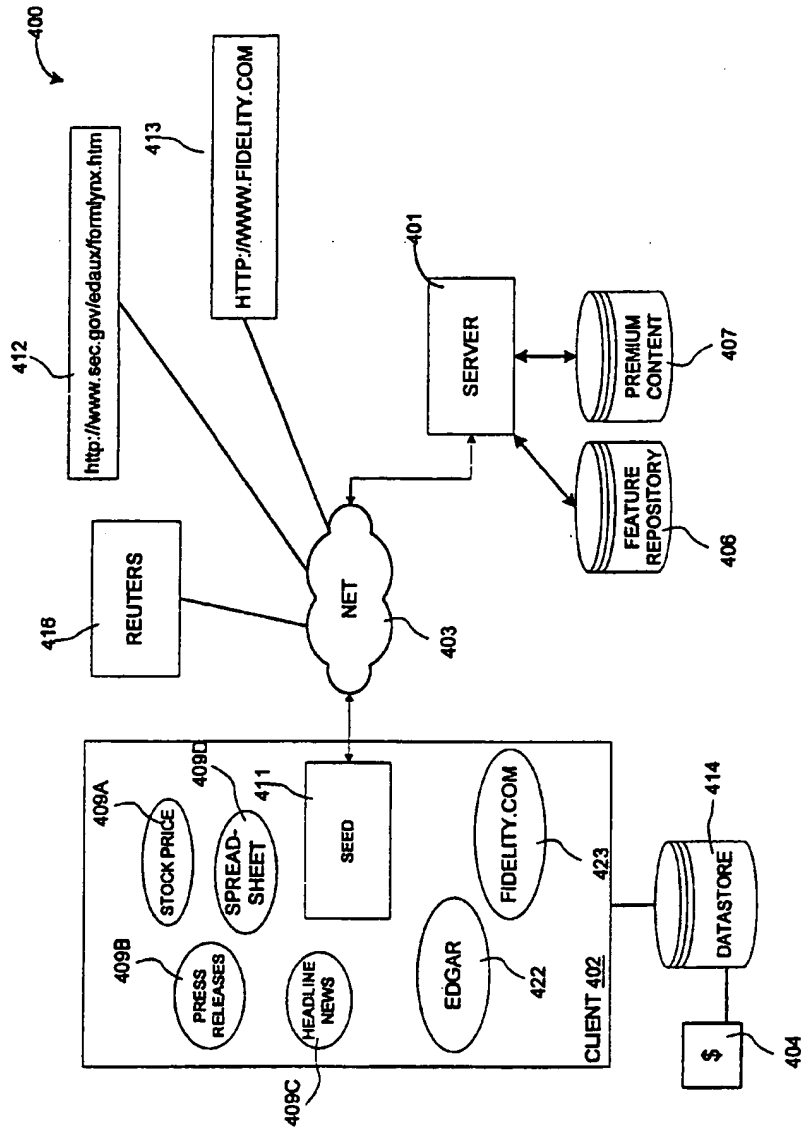 400
412
http://www.sec.gov/edaux/formlynx.htm
413
HTTP://WWW.FIDELITY.COM
416
REUTERS
NET
403
401
SERVER
FEATURE
REPOSITORY
406
PREMIUM
CONTENT
407
409A
STOCK PRICE
409B
PRESS
RELEASES
409D
SPREAD-
SHEET
409C
HEADLINE
NEWS
411
SEED
EDGAR
422
FIDELITY.COM
423
CLIENT 402
414
DATASTORE
$
404